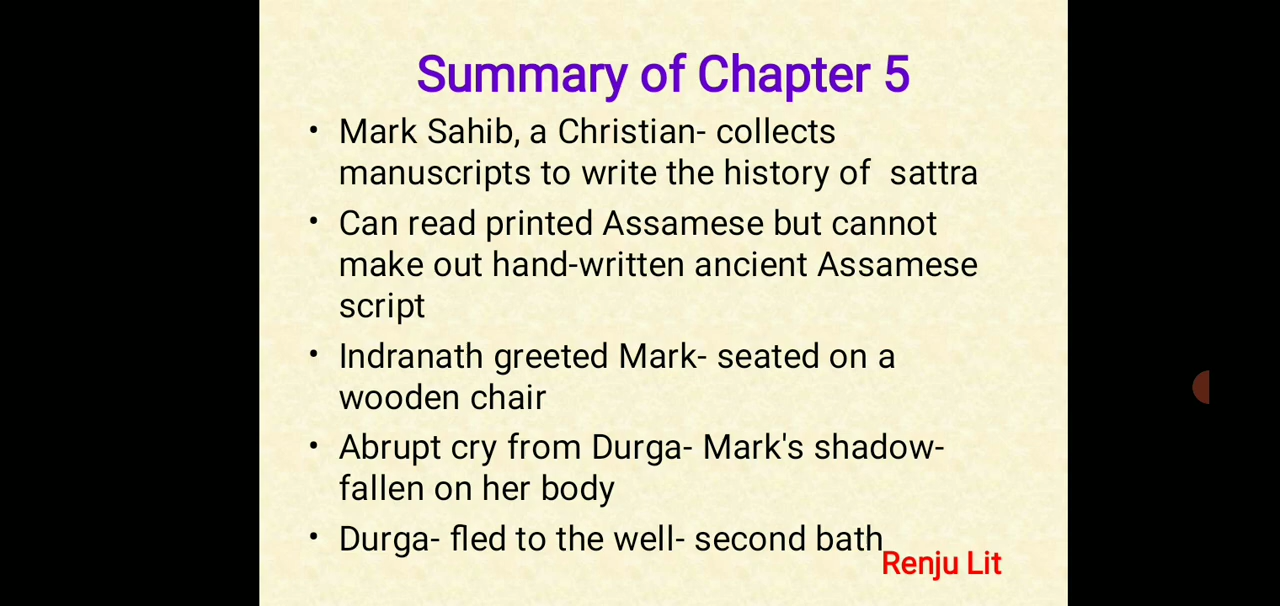 Summary of Chapter 5
• Mark Sahib, a Christian- collects
manuscripts to write the history of  sattra
• Can read printed Assamese but cannot
make out hand-written ancient Assamese
script
• Indranath greeted Mark- seated on a
wooden chair
• Abrupt cry from Durga- Mark's shadow-
fallen on her body
• Durga- fled to the well- second bath
Renju Lit